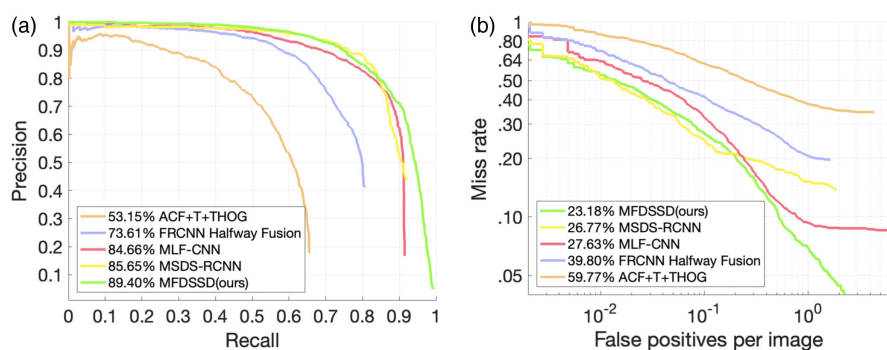 (a)
1
0.9
0.8
0.7
0.6
0.5
0.4
0.3
0.2
0.1
Precision
53.15% ACF+T+THOG
73.61% FRCNN Halfway Fusion
84.66% MLF-CNN
85.65% MSDS-RCNN
89.40% MFDSSD(ours)
0 0.1 0.2 0.3 0.4 0.5 0.6 0.7 0.8 0.9 1
Recall
(b)
1
.80
.64
.50
.40
.30
.20
.10
.05
Miss rate
23.18% MFDSSD(ours)
26.77% MSDS-RCNN
27.63% MLF-CNN
39.80% FRCNN Halfway Fusion
59.77% ACF+T+THOG
10-2 10-1 100
False positives per image